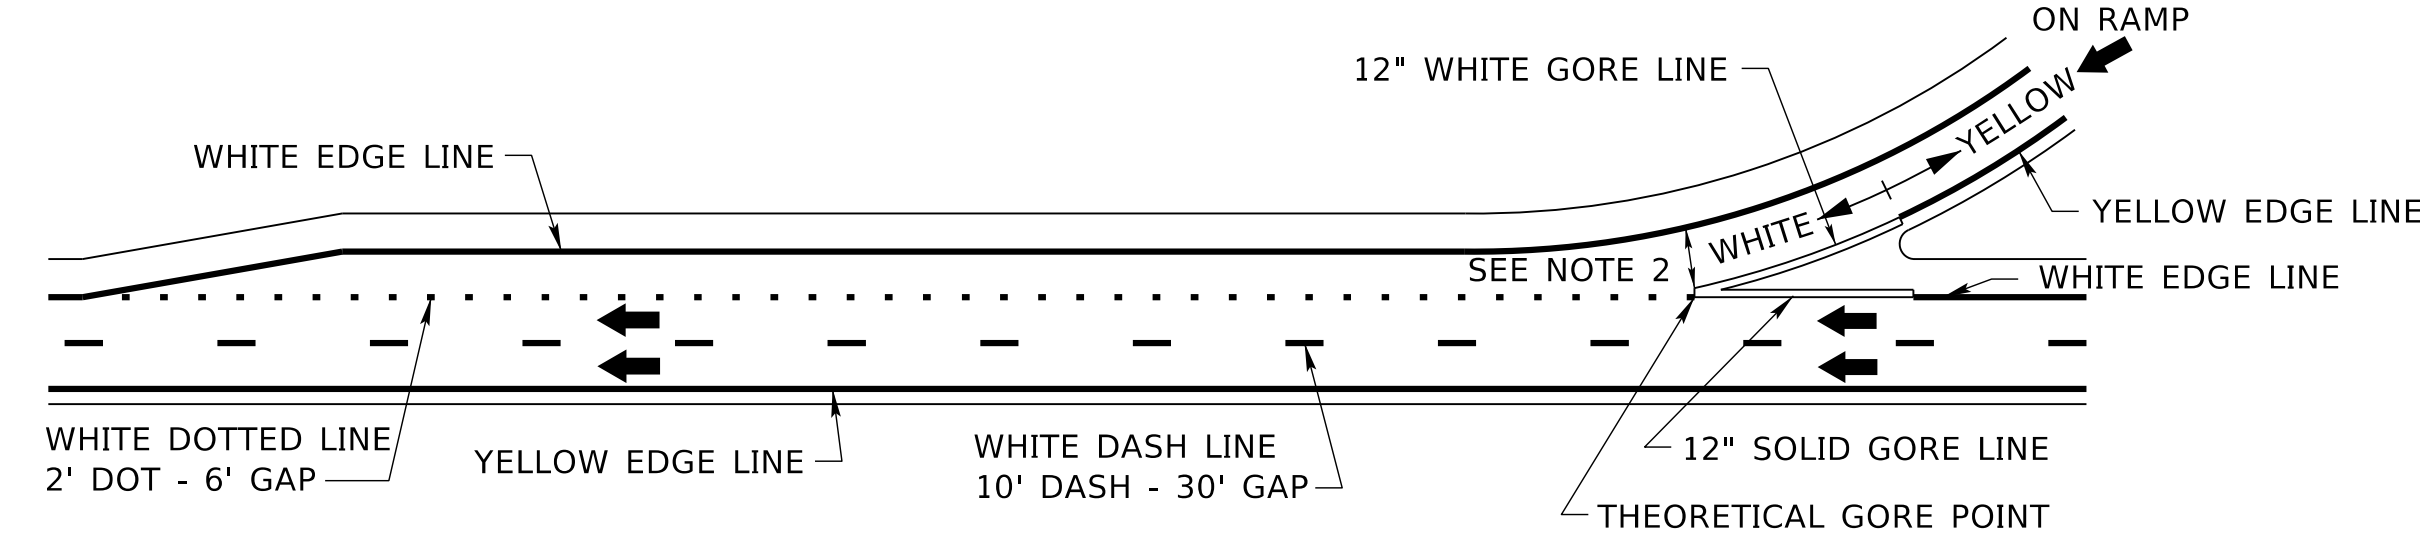 ON RAMP
12" WHITE GORE LINE
YELLOW
WHITE EDGE LINE
YELLOW EDGE LINE
WHITE
SEE NOTE 2
WHITE EDGE LINE
WHITE DOTTED LINE
2' DOT - 6' GAP
YELLOW EDGE LINE
WHITE DASH LINE
10' DASH - 30' GAP
12" SOLID GORE LINE
THEORETICAL GORE POINT